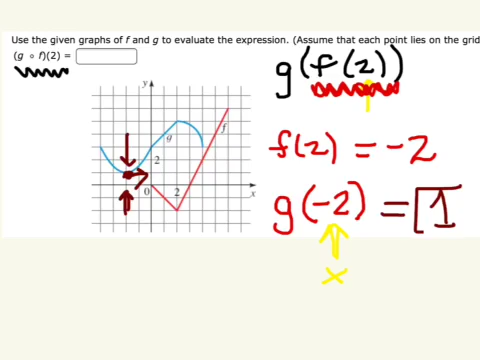 Use the given graphs of f and g to evaluate the expression. (Assume that each point lies on the grid
(g ∘ f)(2) =
g(f(2))
y
g
f
2
0
2
x
f(2) = -2
g(-2) = 1
x